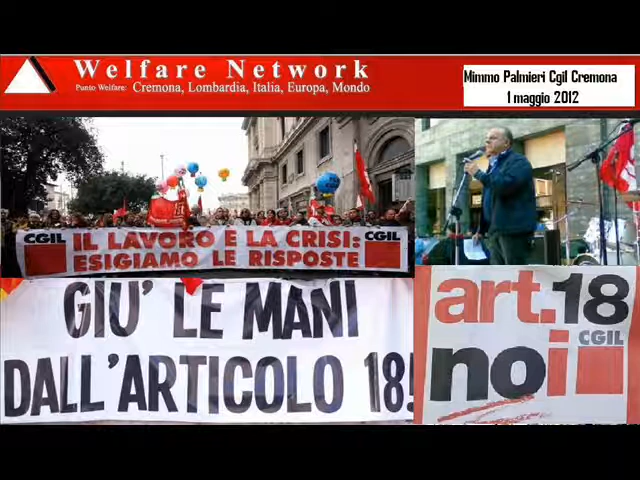 Welfare Network
Punto Welfare: Cremona, Lombardia, Italia, Europa, Mondo
Mimmo Palmieri Cgil Cremona
1 maggio 2012
CGIL IL LAVORO E LA CRISI: CGIL
ESIGIAMO LE RISPOSTE
GIU' LE MANI
DALL'ARTICOLO 18!
art.18
CGIL
noi